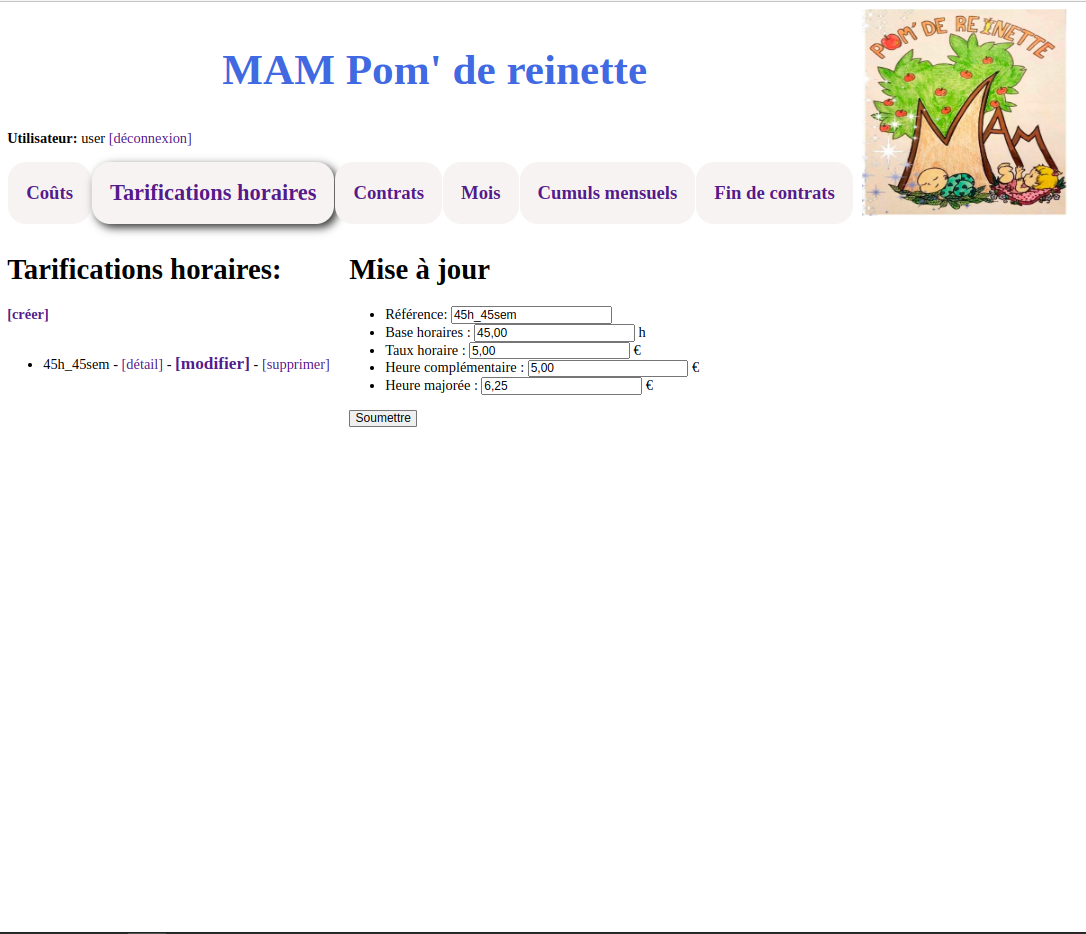 MAM Pom' de reinette
POM' DE REINETTE
MAM
Utilisateur: user [déconnexion]
Coûts Tarifications horaires Contrats Mois Cumuls mensuels Fin de contrats
Tarifications horaires:
[créer]
45h_45sem - [détail] - [modifier] - [supprimer]
Mise à jour
Référence: 45h_45sem
Base horaires : 45,00 h
Taux horaire : 5,00 €
Heure complémentaire : 5,00 €
Heure majorée : 6,25 €
Soumettre